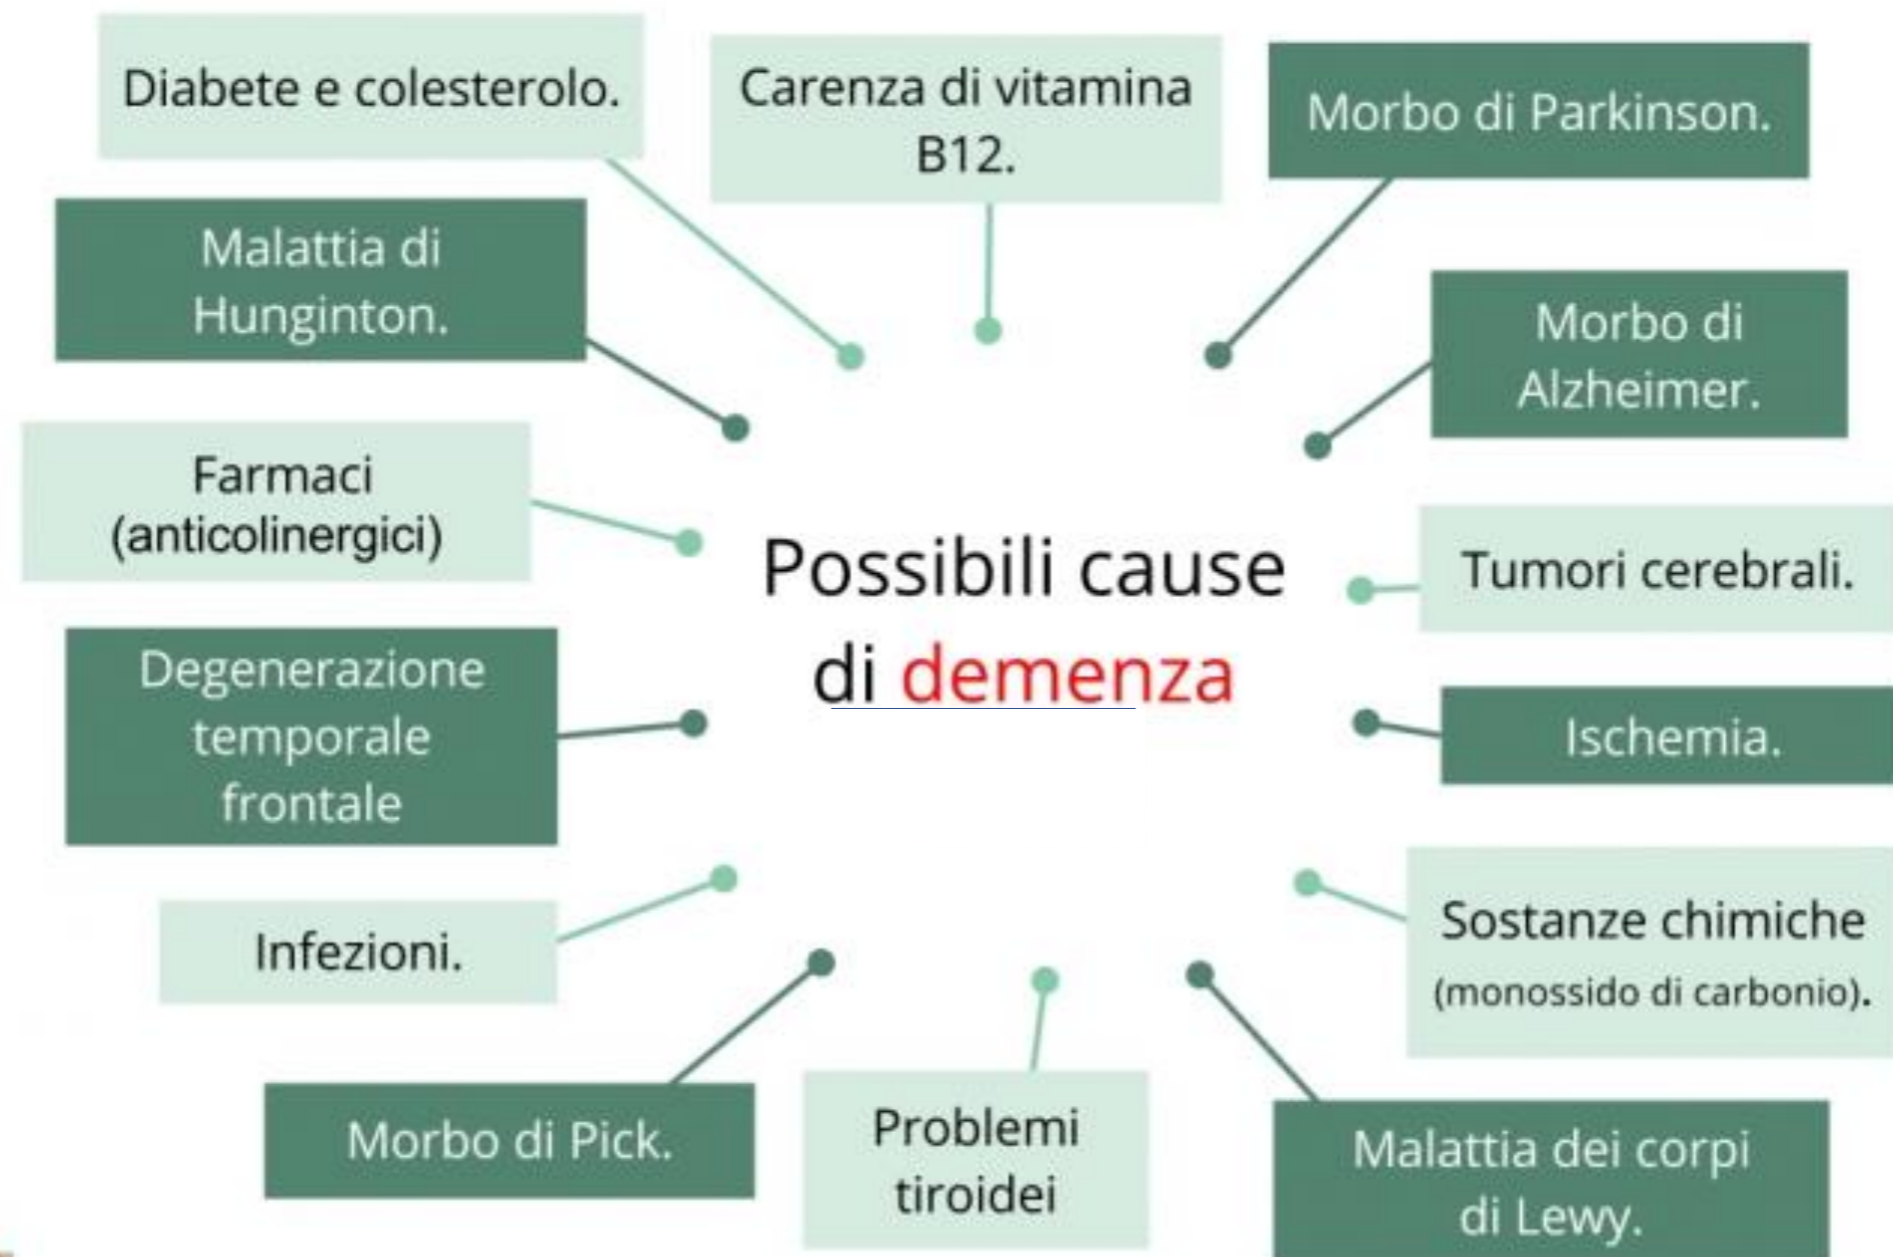 Diabete e colesterolo.
Carenza di vitamina
B12.
Morbo di Parkinson.
Malattia di
Hunginton.
Morbo di
Alzheimer.
Farmaci
(anticolinergici)
Possibili cause
di demenza
Tumori cerebrali.
Degenerazione
temporale
frontale
Ischemia.
Infezioni.
Sostanze chimiche
(monossido di carbonio).
Morbo di Pick.
Problemi
tiroidei
Malattia dei corpi
di Lewy.